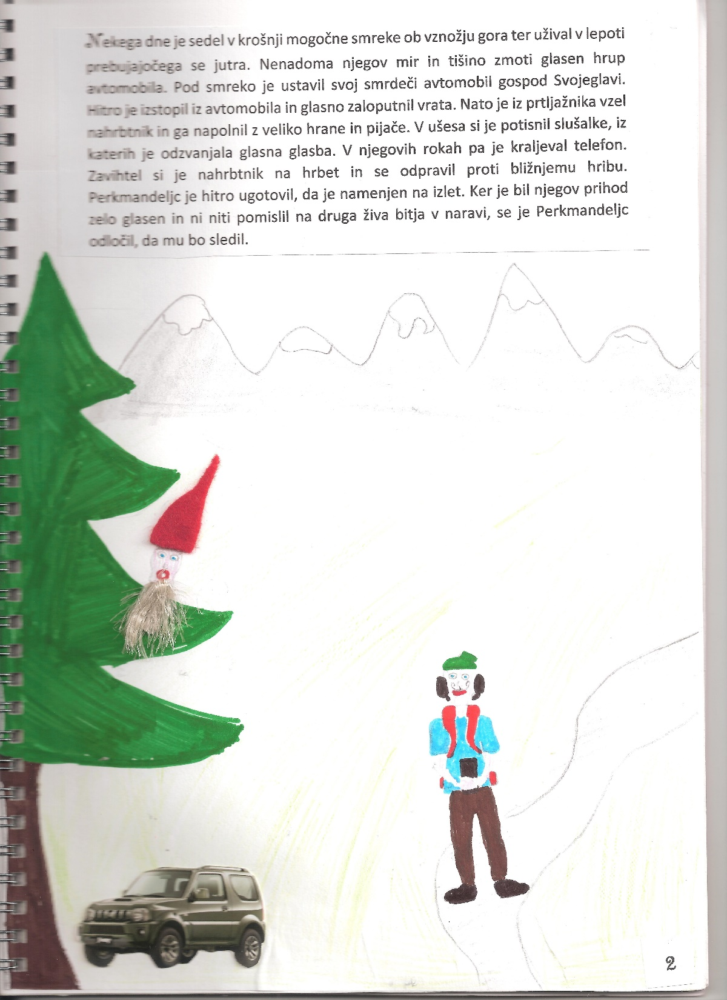 Nekega dne je sedel v krošnji mogočne smreke ob vznožju gora ter užival v lepoti
prebujajočega se jutra. Nenadoma njegov mir in tišino zmoti glasen hrup
avtomobila. Pod smreko je ustavil svoj smrdeči avtomobil gospod Svojeglavi.
Hitro je izstopil iz avtomobila in glasno zaloputnil vrata. Nato je iz prtljažnika vzel
nahrbtnik in ga napolnil z veliko hrane in pijače. V ušesa si je potisnil slušalke, iz
katerih je odzvanjala glasna glasba. V njegovih rokah pa je kraljeval telefon.
Zavihtel si je nahrbtnik na hrbet in se odpravil proti bližnjemu hribu.
Perkmandeljc je hitro ugotovil, da je namenjen na izlet. Ker je bil njegov prihod
zelo glasen in ni niti pomislil na druga živa bitja v naravi, se je Perkmandeljc
odločil, da mu bo sledil.
2